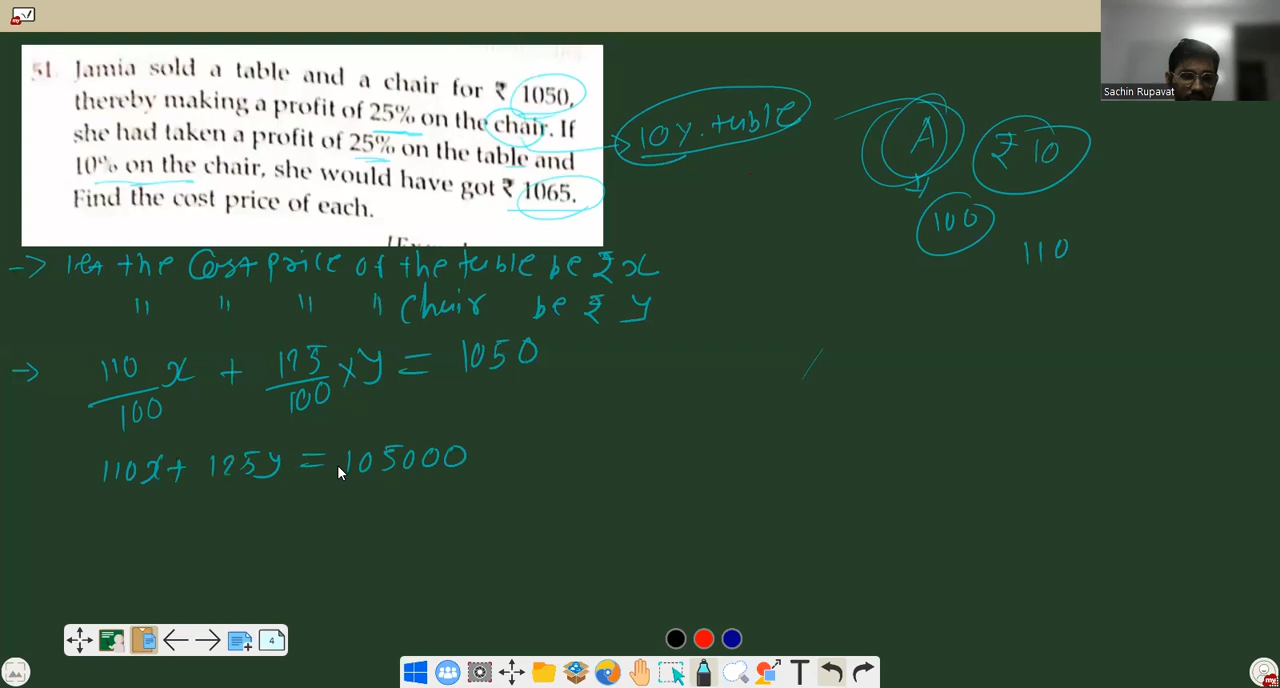 51. Jamia sold a table and a chair for ₹ 1050,
thereby making a profit of 25% on the chair. If
she had taken a profit of 25% on the table and
10% on the chair, she would have got ₹ 1065.
Find the cost price of each.
10%. table
A
₹ 10
100
110
Sachin Rupavat
-> let the Cost price of the table be ₹ x
" " " " Chair be ₹ y
-> 110/100 x + 125/100 × y = 1050
110x + 125y = 105000
4
T